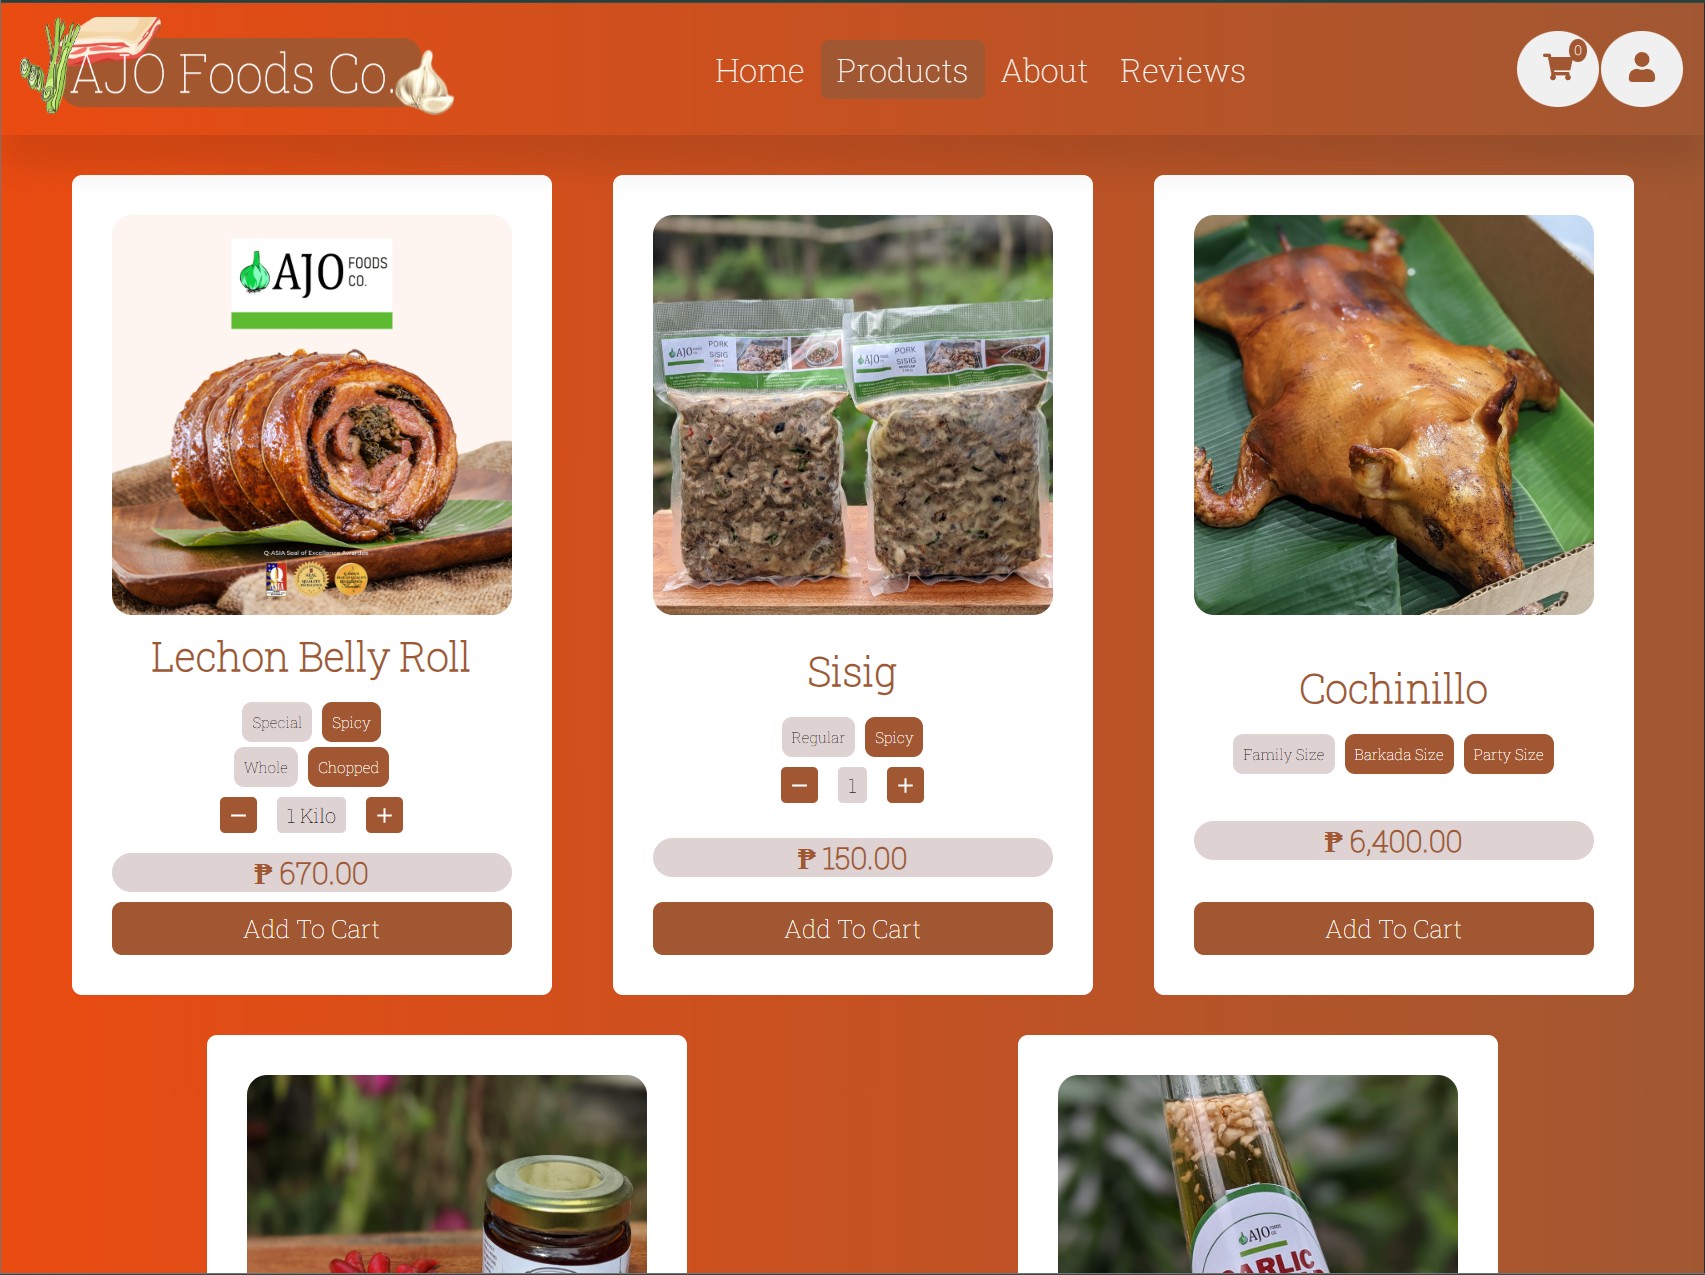 AJO Foods Co.
Home Products About Reviews
0
AJO FOODS CO.
Q-ASIA Seal of Excellence Awardee
Lechon Belly Roll
Special Spicy
Whole Chopped
− 1 Kilo +
₱ 670.00
Add To Cart
AJO
PORK
SISIG
AJO
PORK
SISIG
Sisig
Regular Spicy
− 1 +
₱ 150.00
Add To Cart
Cochinillo
Family Size Barkada Size Party Size
₱ 6,400.00
Add To Cart
AJO